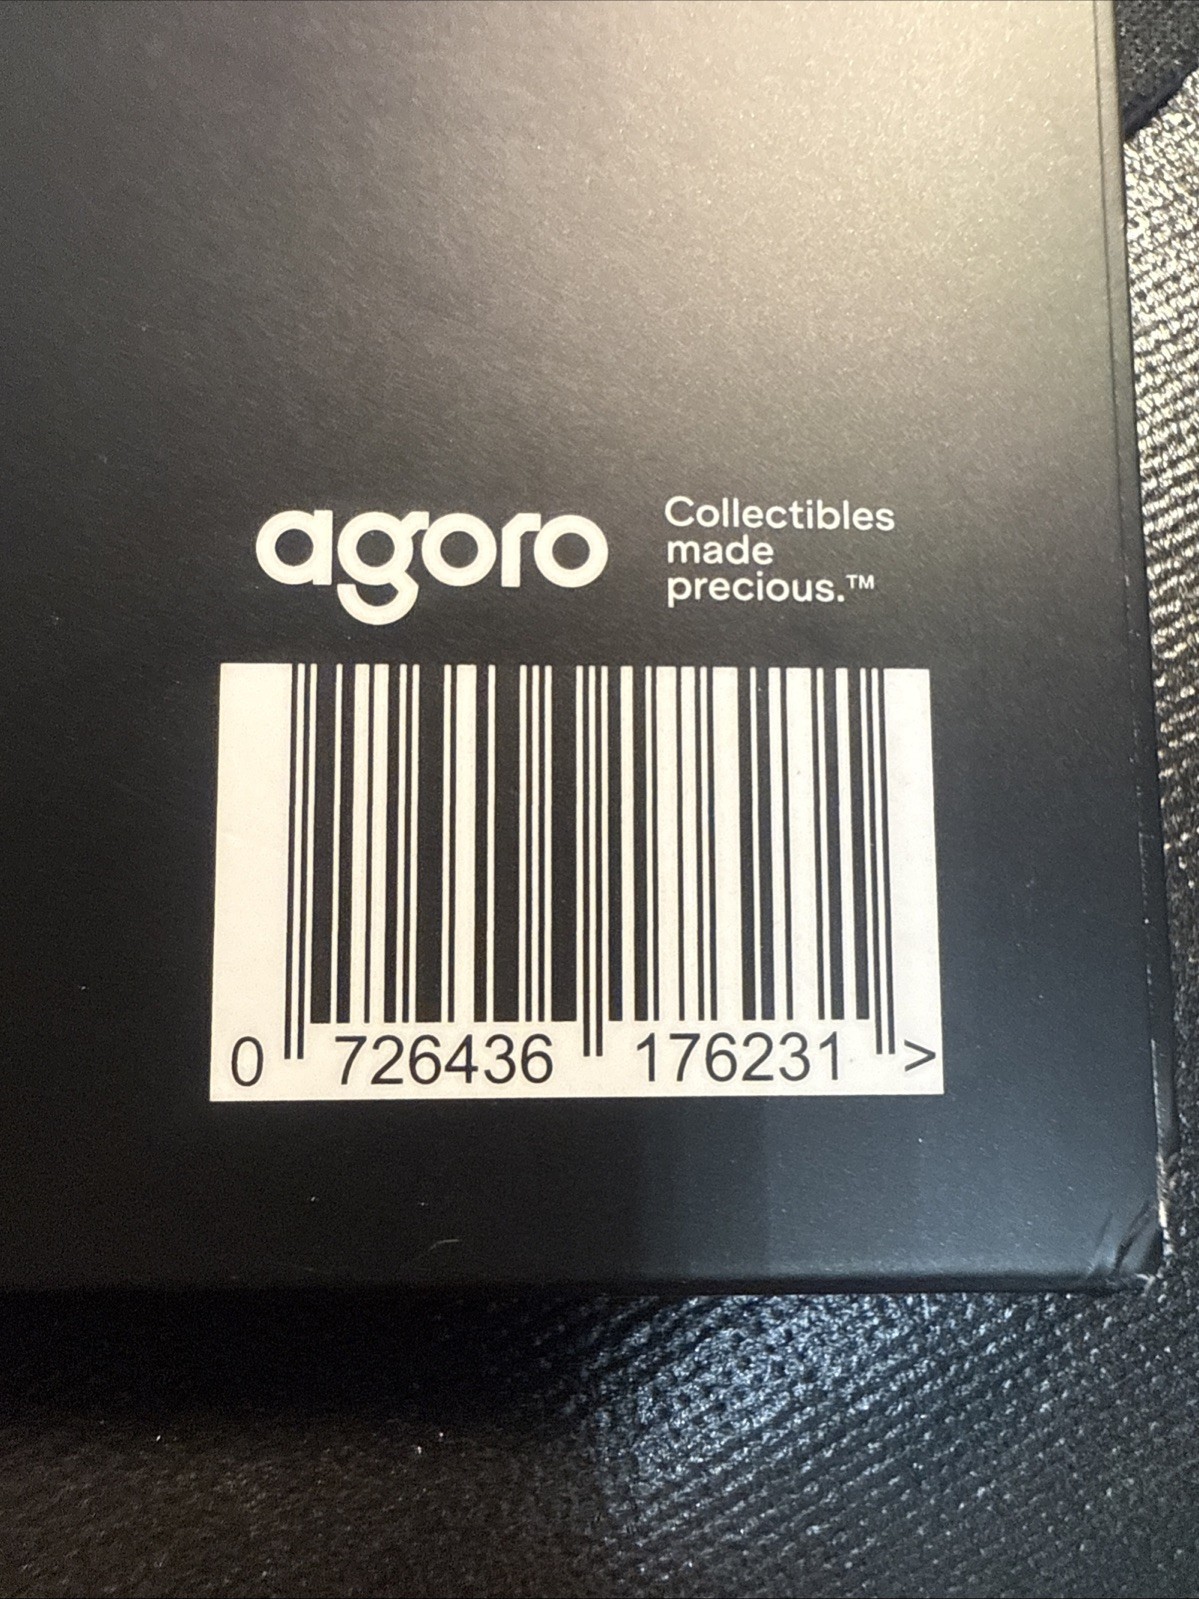 agoro
Collectibles
made
precious.™
0 726436 176231 >